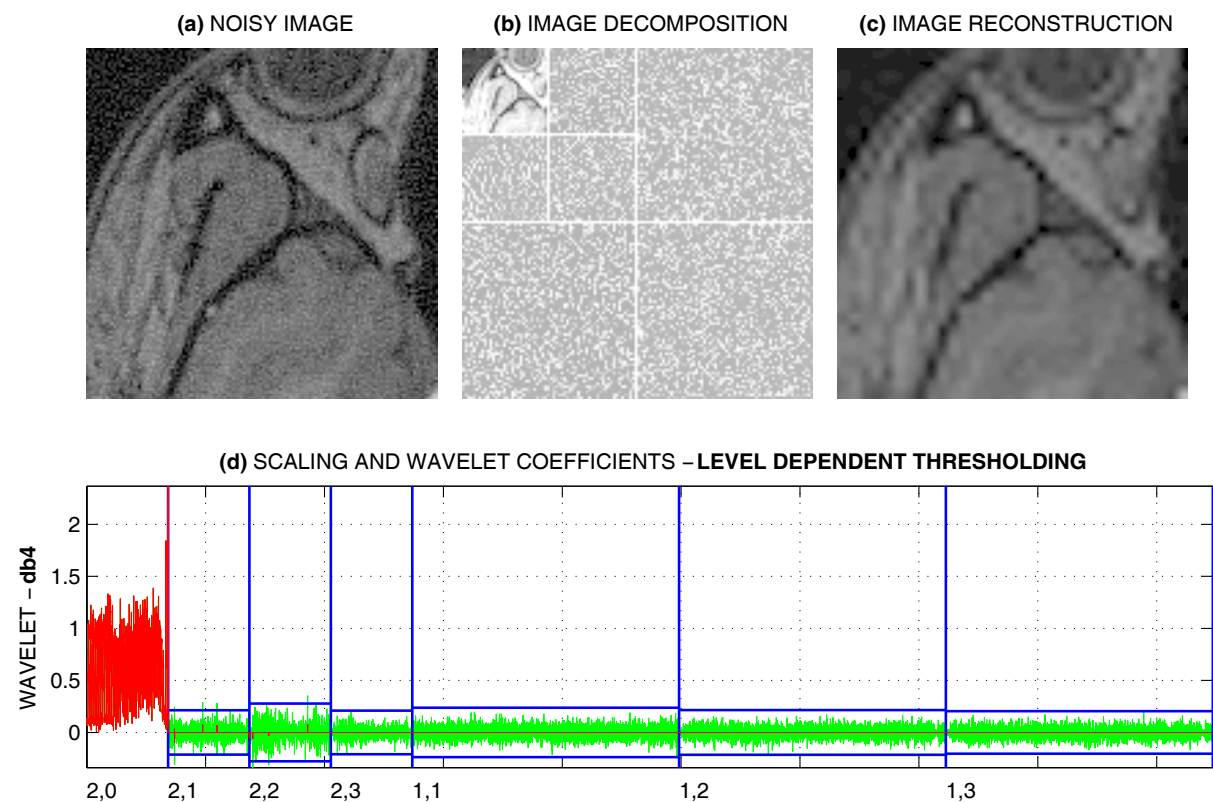 (a) NOISY IMAGE
(b) IMAGE DECOMPOSITION
(c) IMAGE RECONSTRUCTION
(d) SCALING AND WAVELET COEFFICIENTS – LEVEL DEPENDENT THRESHOLDING
WAVELET – db4
2
1.5
1
0.5
0
2,0 2,1 2,2 2,3 1,1 1,2 1,3